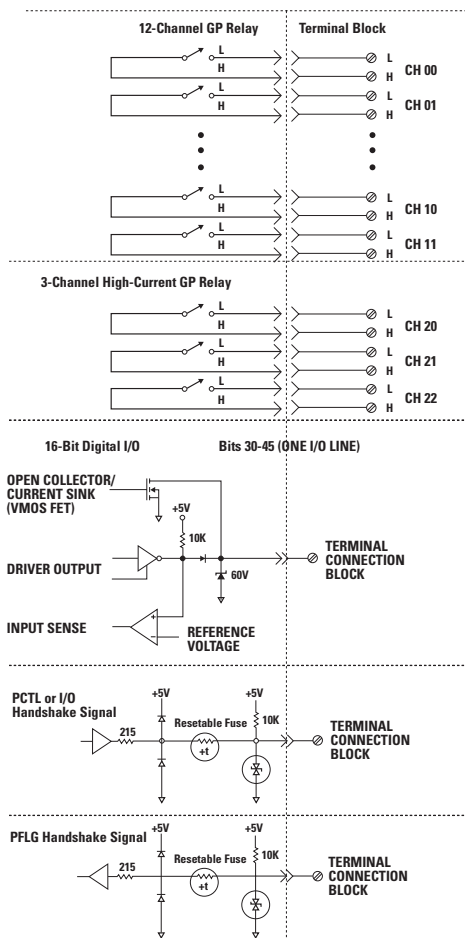 12-Channel GP Relay Terminal Block
L L
H H
CH 00
L L
H H
CH 01
L L
H H
CH 10
L L
H H
CH 11
3-Channel High-Current GP Relay
L L
H H
CH 20
L L
H H
CH 21
L L
H H
CH 22
16-Bit Digital I/O Bits 30-45 (ONE I/O LINE)
OPEN COLLECTOR/
CURRENT SINK
(VMOS FET)
+5V
10K
DRIVER OUTPUT
60V
TERMINAL
CONNECTION
BLOCK
INPUT SENSE
+
–
REFERENCE
VOLTAGE
PCTL or I/O
Handshake Signal
+5V +5V
215
Resetable Fuse
10K
+t
TERMINAL
CONNECTION
BLOCK
PFLG Handshake Signal
+5V +5V
215
Resetable Fuse
10K
+t
TERMINAL
CONNECTION
BLOCK